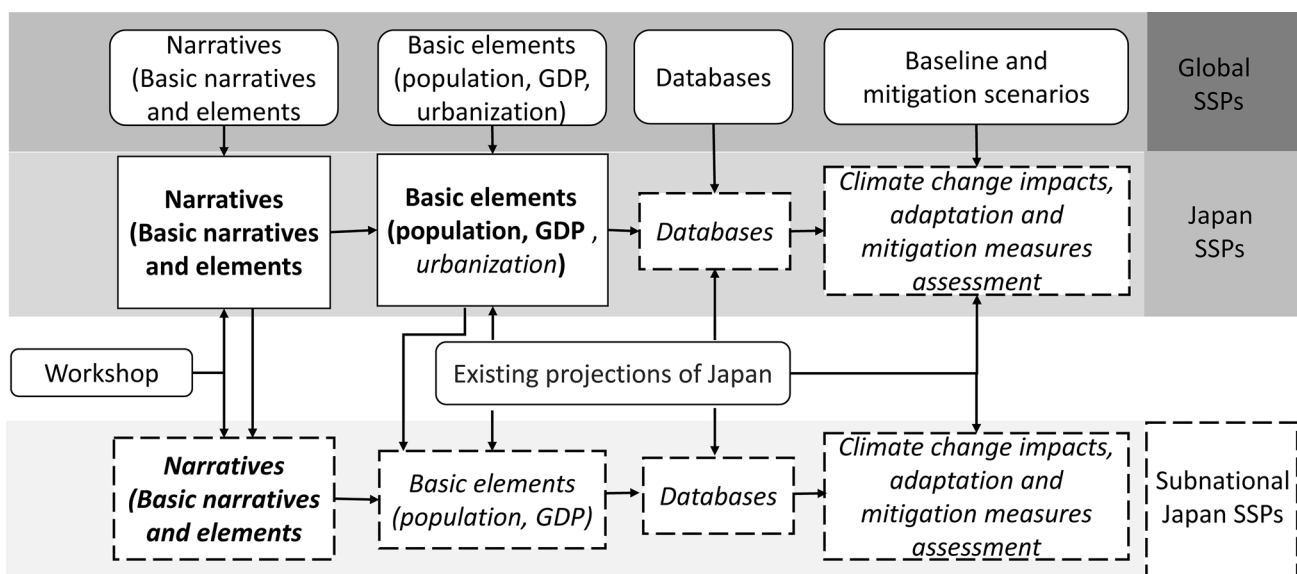 Narratives
(Basic narratives
and elements
Basic elements
(population, GDP,
urbanization)
Databases
Baseline and
mitigation scenarios
Global
SSPs
Narratives
(Basic narratives
and elements
Basic elements
(population, GDP ,
urbanization)
Databases
Climate change impacts,
adaptation and
mitigation measures
assessment
Japan
SSPs
Workshop
Existing projections of Japan
Narratives
(Basic narratives
and elements
Basic elements
(population, GDP)
Databases
Climate change impacts,
adaptation and
mitigation measures
assessment
Subnational
Japan SSPs